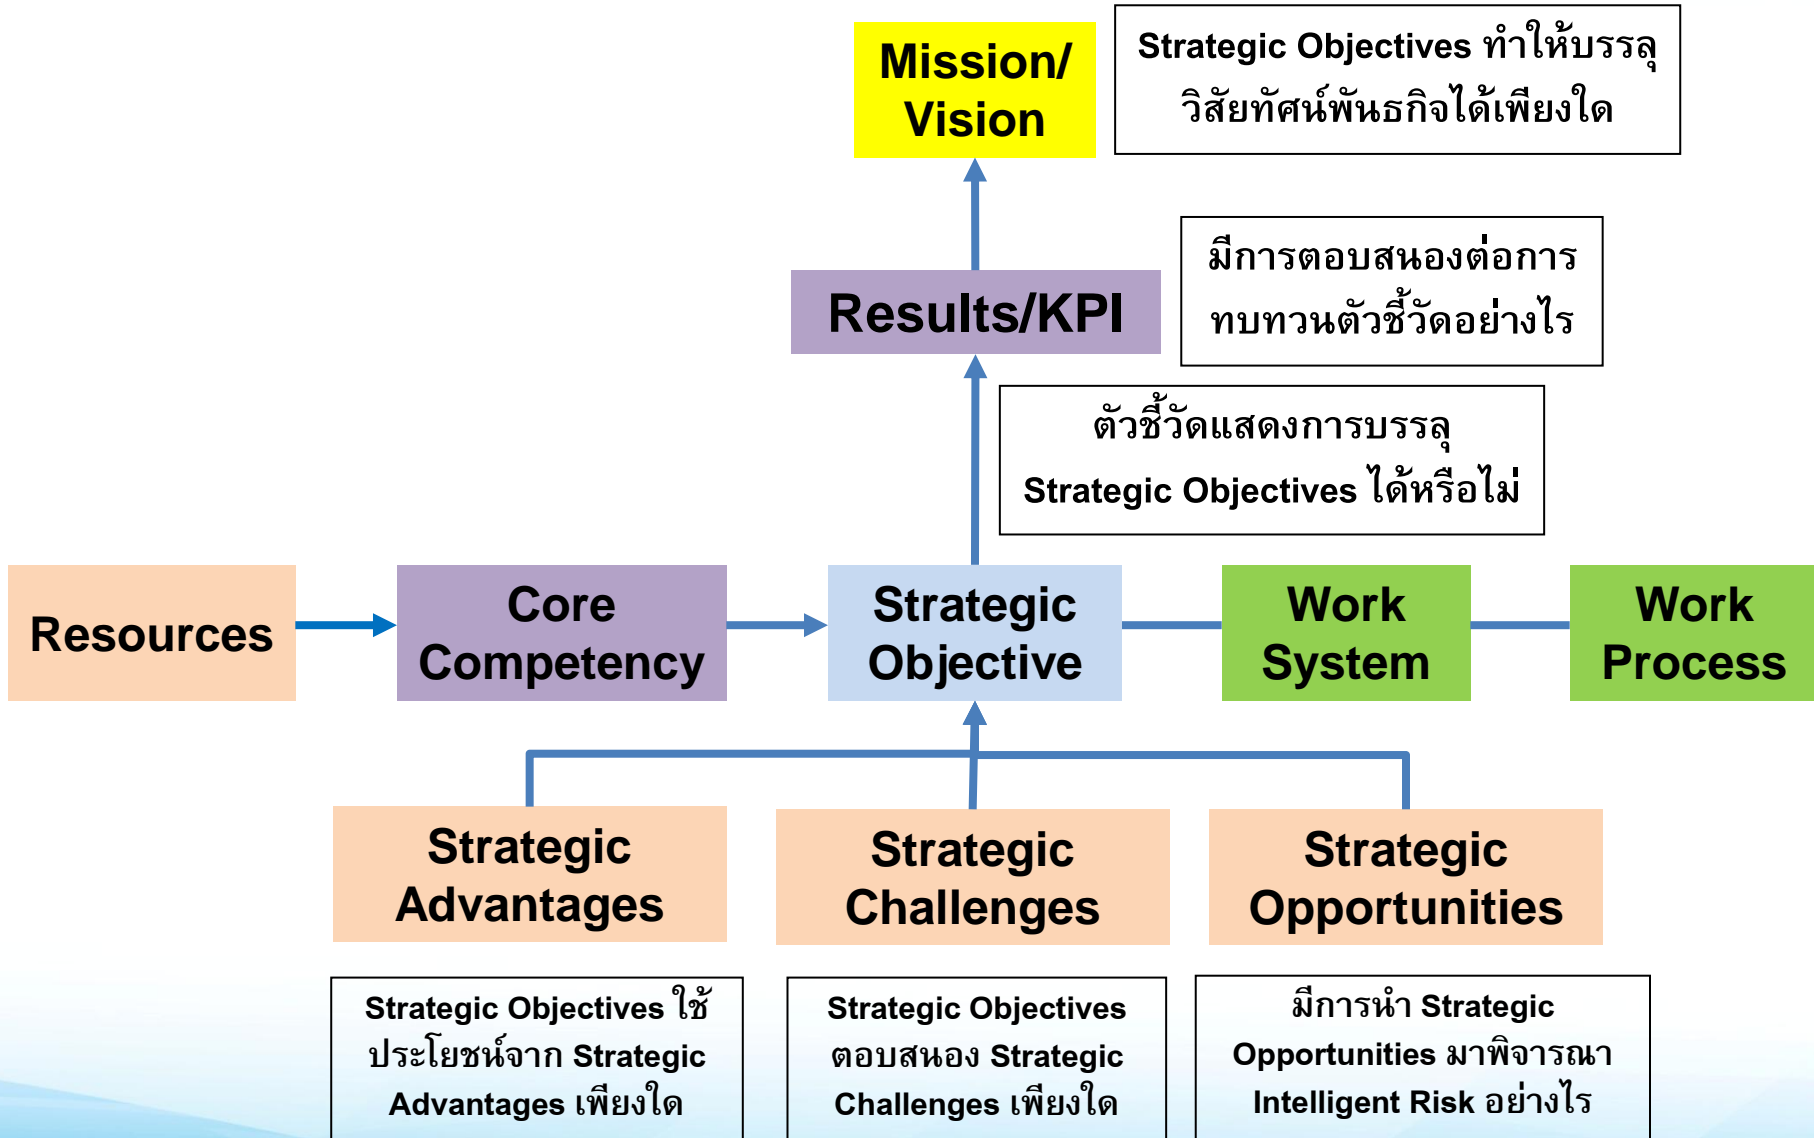 Mission/
Vision
Strategic Objectives ทำให้บรรลุ
วิสัยทัศน์พันธกิจได้เพียงใด
Results/KPI
มีการตอบสนองต่อการ
ทบทวนตัวชี้วัดอย่างไร
ตัวชี้วัดแสดงการบรรลุ
Strategic Objectives ได้หรือไม่
Resources
Core
Competency
Strategic
Objective
Work
System
Work
Process
Strategic
Advantages
Strategic
Challenges
Strategic
Opportunities
Strategic Objectives ใช้
ประโยชน์จาก Strategic
Advantages เพียงใด
Strategic Objectives
ตอบสนอง Strategic
Challenges เพียงใด
มีการนำ Strategic
Opportunities มาพิจารณา
Intelligent Risk อย่างไร